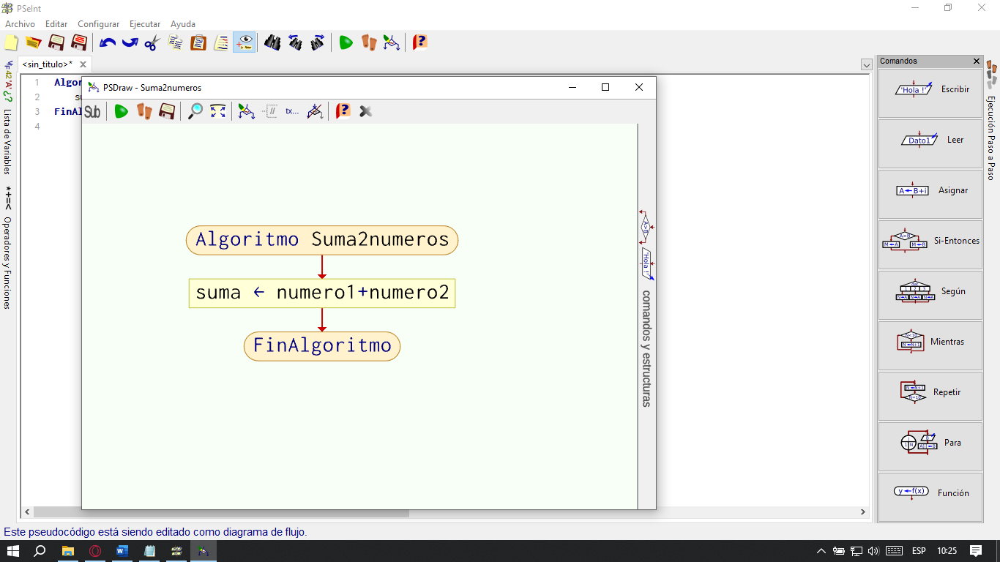 PSeInt
Archivo Editar Configurar Ejecutar Ayuda
<sin_titulo>*
1 Algor
2 su
3 FinAl
4
PSDraw - Suma2numeros
Sub
tx...
Algoritmo Suma2numeros
suma ← numero1+numero2
FinAlgoritmo
A>B
'Hola !'
comandos y estructuras
42 'A' ¿?
Lista de Variables
*+=<
Operadores y Funciones
Comandos
'Hola !' Escribir
Dato1 Leer
A←B+i Asignar
A>B M←A M←B Si-Entonces
Según
Mientras
Repetir
Para
y←f(x) Función
Ejecución Paso a Paso
Este pseudocódigo está siendo editado como diagrama de flujo.
ESP 10:25